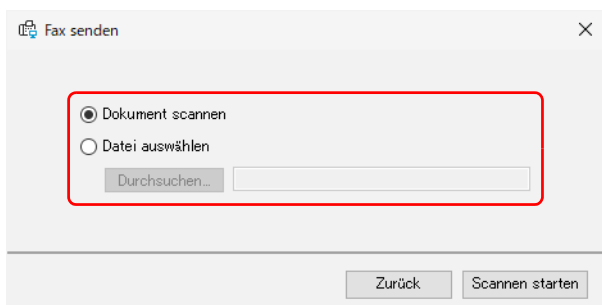 Fax senden
Dokument scannen
Datei auswählen
Durchsuchen...
Zurück Scannen starten